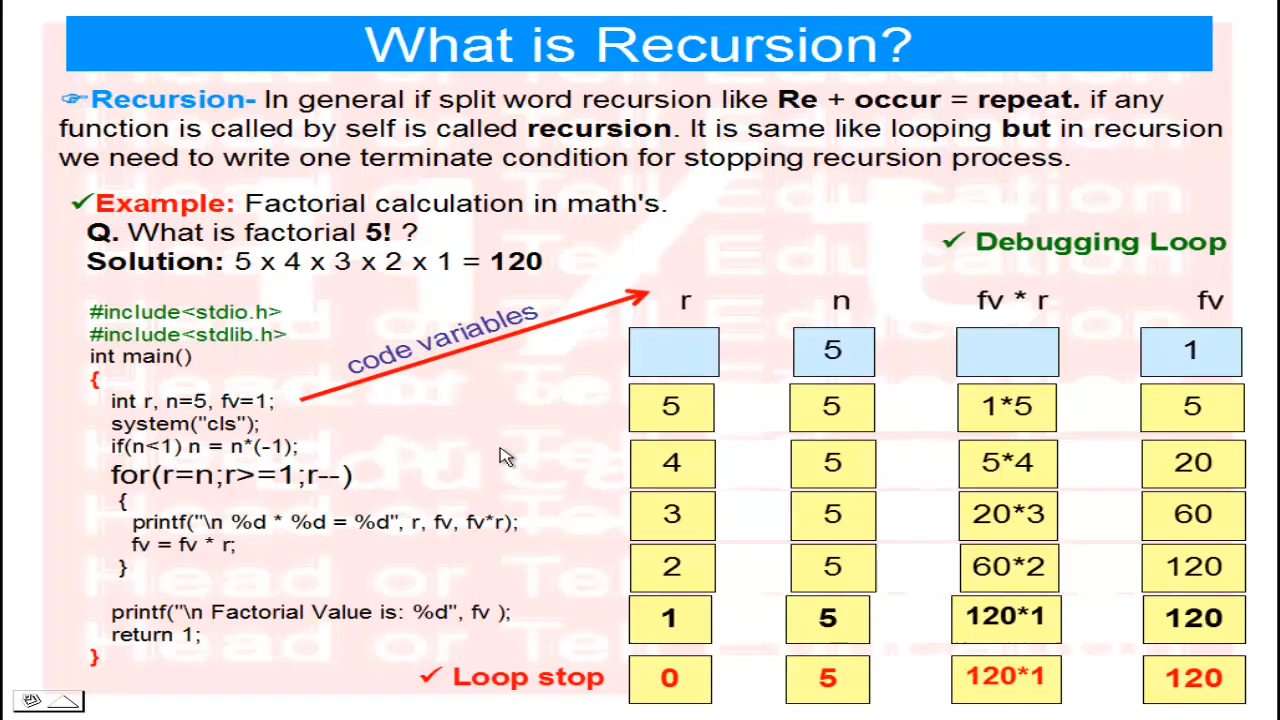 What is Recursion?
☞Recursion- In general if split word recursion like Re + occur = repeat. if any
function is called by self is called recursion. It is same like looping but in recursion
we need to write one terminate condition for stopping recursion process.
✓Example: Factorial calculation in math's.
Q. What is factorial 5! ?
Solution: 5 x 4 x 3 x 2 x 1 = 120
✓ Debugging Loop
#include<stdio.h>
#include<stdlib.h>
int main()
{
int r, n=5, fv=1;
system("cls");
if(n<1) n = n*(-1);
for(r=n;r>=1;r--)
{
printf("\n %d * %d = %d", r, fv, fv*r);
fv = fv * r;
}
printf("\n Factorial Value is: %d", fv );
return 1;
}
code variables
r n fv * r fv
5 1
5 5 1*5 5
4 5 5*4 20
3 5 20*3 60
2 5 60*2 120
1 5 120*1 120
✓ Loop stop 0 5 120*1 120